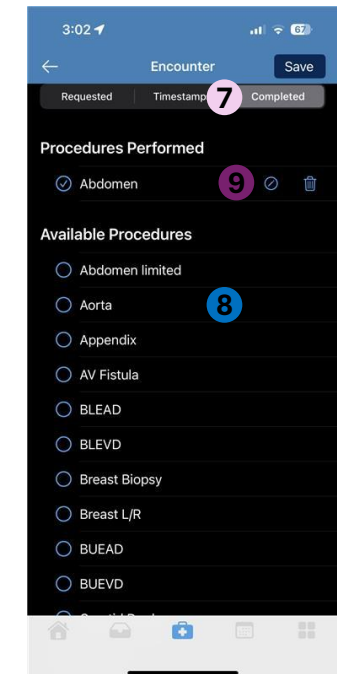 3:02 67
Encounter Save
Requested Timestamp 7 Completed
Procedures Performed
Abdomen 9
Available Procedures
Abdomen limited
Aorta 8
Appendix
AV Fistula
BLEAD
BLEVD
Breast Biopsy
Breast L/R
BUEAD
BUEVD